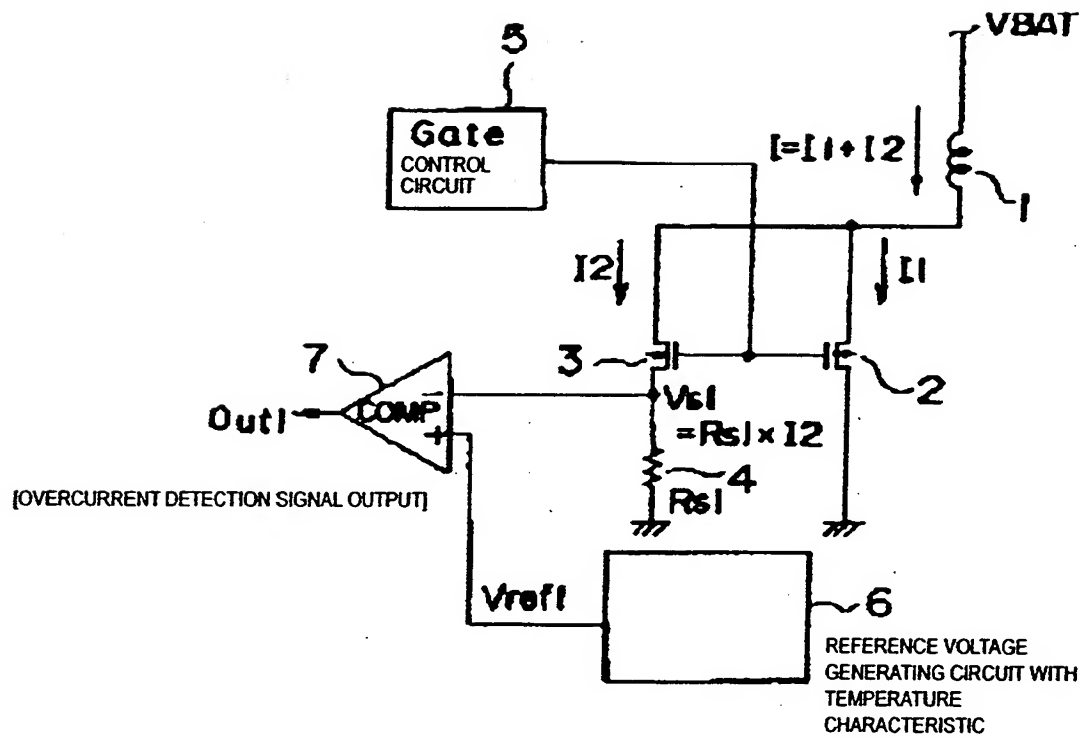 VBAT
5
Gate
CONTROL
CIRCUIT
I=I1+I2
1
I2
I1
3
2
7
COMP
-
+
Out1
Vs1
=Rs1×I2
4
Rs1
[OVERCURRENT DETECTION SIGNAL OUTPUT]
Vref1
6
REFERENCE VOLTAGE
GENERATING CIRCUIT WITH
TEMPERATURE
CHARACTERISTIC